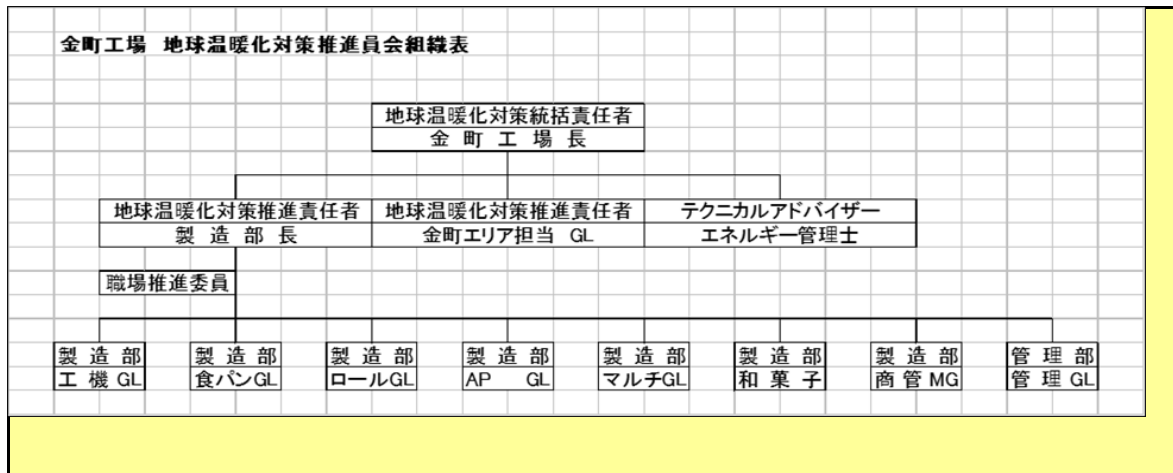 金町工場 地球温暖化対策推進員会組織表
地球温暖化対策統括責任者
金 町 工 場 長
地球温暖化対策推進責任者 地球温暖化対策推進責任者 テクニカルアドバイザー
製 造 部 長 金町エリア担当 GL エネルギー管理士
職場推進委員
製 造 部 製 造 部 製 造 部 製 造 部 製 造 部 製 造 部 製 造 部 管 理 部
工 機 GL 食パンGL ロールGL AP GL マルチGL 和 菓 子 商 管 MG 管 理 GL